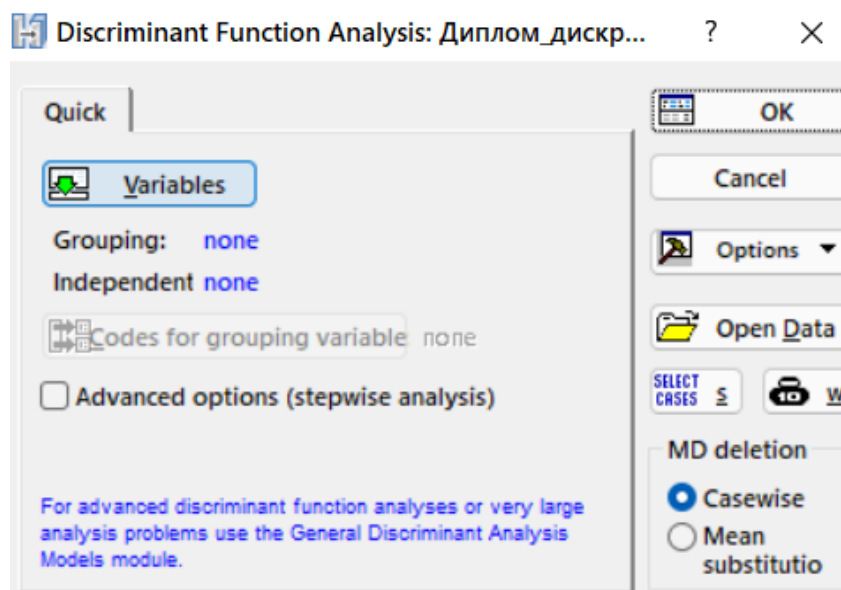 Discriminant Function Analysis: Диплом_дискр... ?
Quick
OK
Variables
Cancel
Grouping: none
Options
Independent none
Codes for grouping variable none
Open Data
Advanced options (stepwise analysis)
SELECT
CASES S W
MD deletion
For advanced discriminant function analyses or very large
analysis problems use the General Discriminant Analysis
Models module.
Casewise
Mean
substitutio